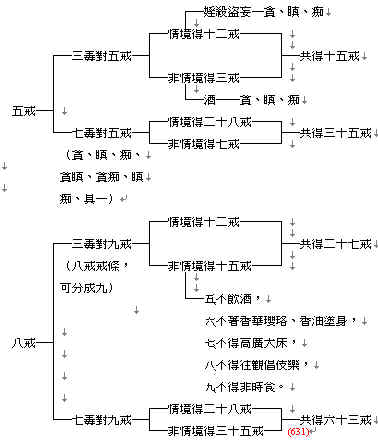 婬殺盜妄—貪、瞋、痴
情境得十二戒
三毒對五戒
共得十五戒
非情境得三戒
酒—貪、瞋、痴
五戒
情境得二十八戒
七毒對五戒
共得三十五戒
非情境得七戒
（貪、瞋、痴、
貪瞋、貪痴、瞋
痴、具一）
情境得十二戒
三毒對九戒
共得二十七戒
（八戒戒條，
非情境得十五戒
可分成九）
五不飲酒，
六不著香華瓔珞、香油塗身，
八戒
七不得高廣大床，
八不得往觀倡伎樂，
九不得非時食。
情境得二十八戒
七毒對九戒
共得六十三戒
非情境得三十五戒
(631)